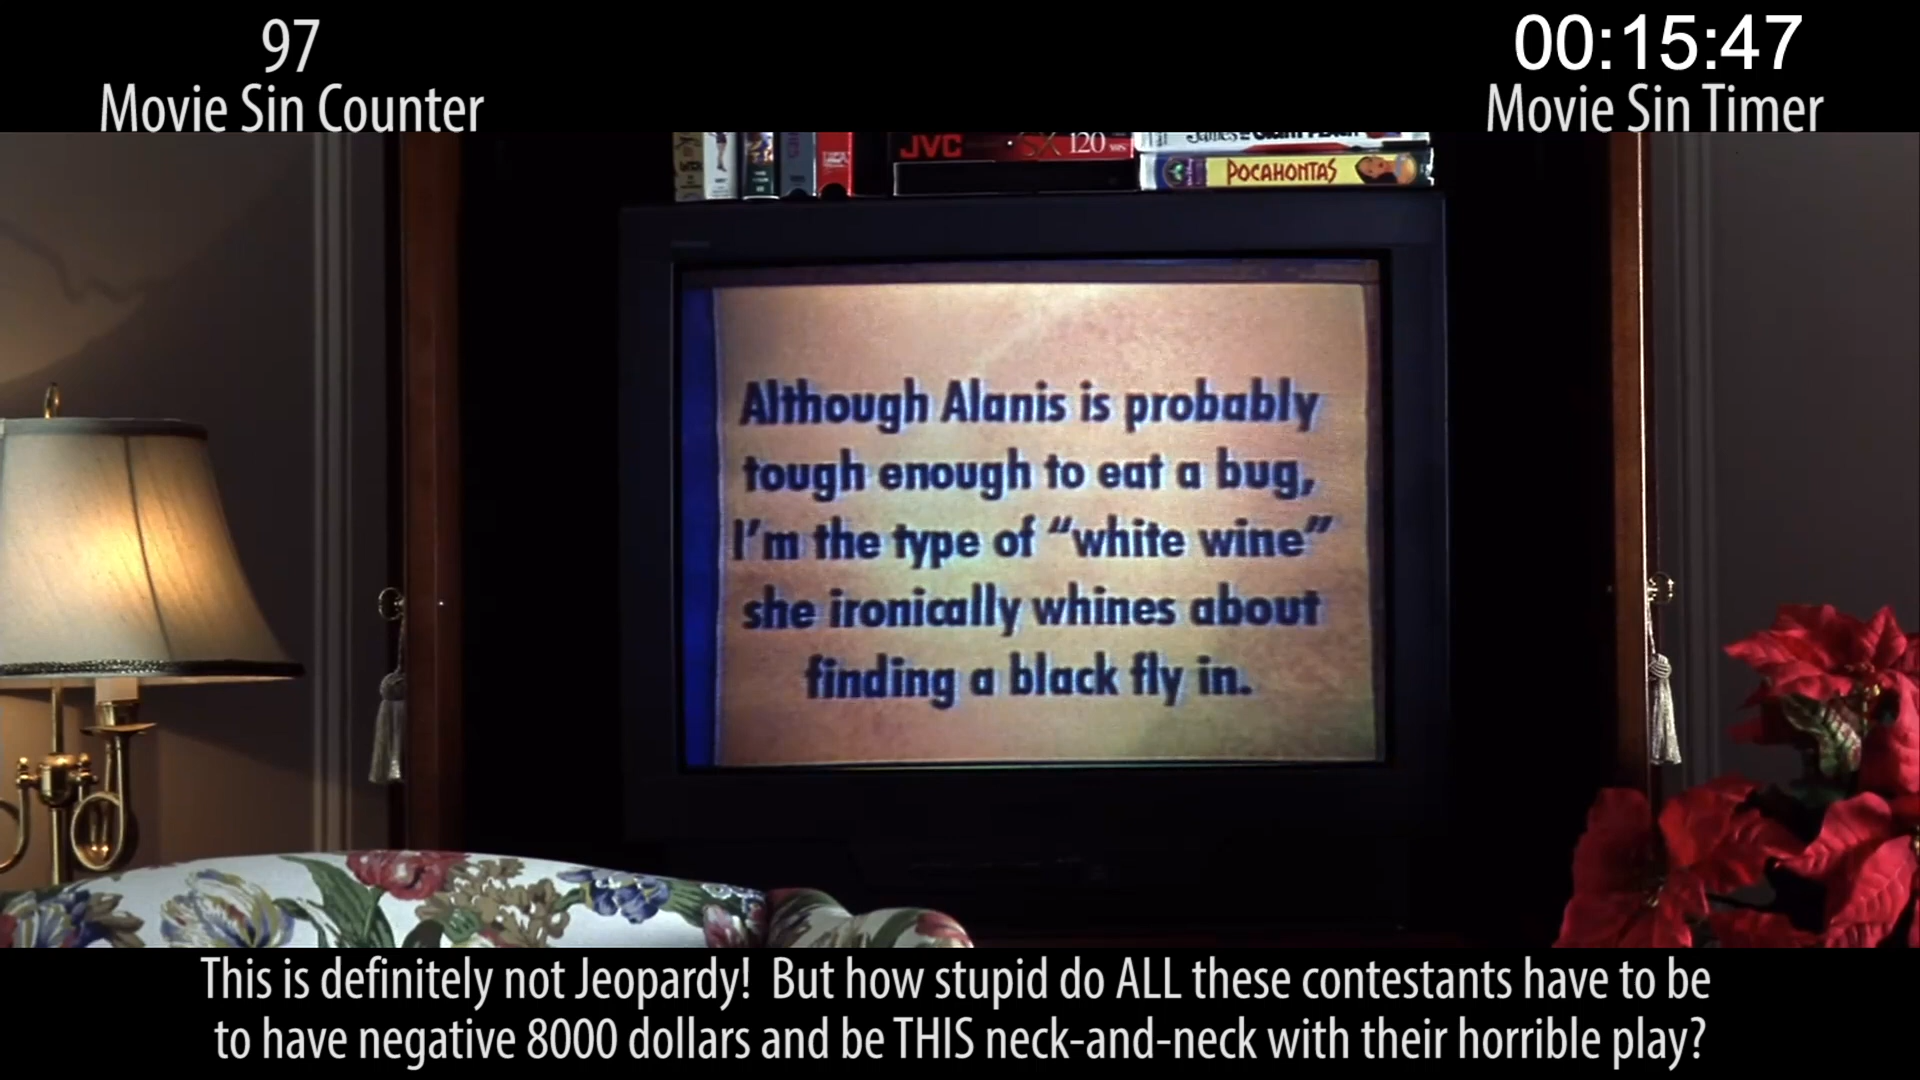 97
Movie Sin Counter
00:15:47
Movie Sin Timer
JVC SX 120 VHS
POCAHONTAS
Although Alanis is probably
tough enough to eat a bug,
I'm the type of "white wine"
she ironically whines about
finding a black fly in.
This is definitely not Jeopardy! But how stupid do ALL these contestants have to be
to have negative 8000 dollars and be THIS neck-and-neck with their horrible play?